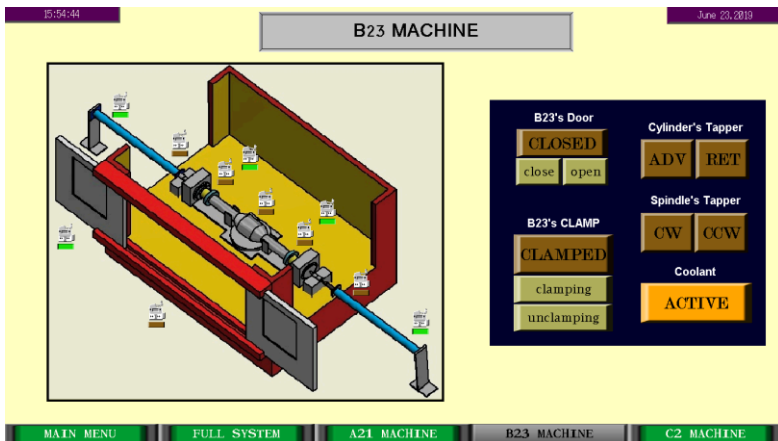 15:54:44
B23 MACHINE
June 23.2019
B23's Door
CLOSED
close open
Cylinder's Tapper
ADV RET
Spindle's Tapper
CW CCW
B23's CLAMP
CLAMPED
clamping
unclamping
Coolant
ACTIVE
MAIN MENU FULL SYSTEM A21 MACHINE B23 MACHINE C2 MACHINE